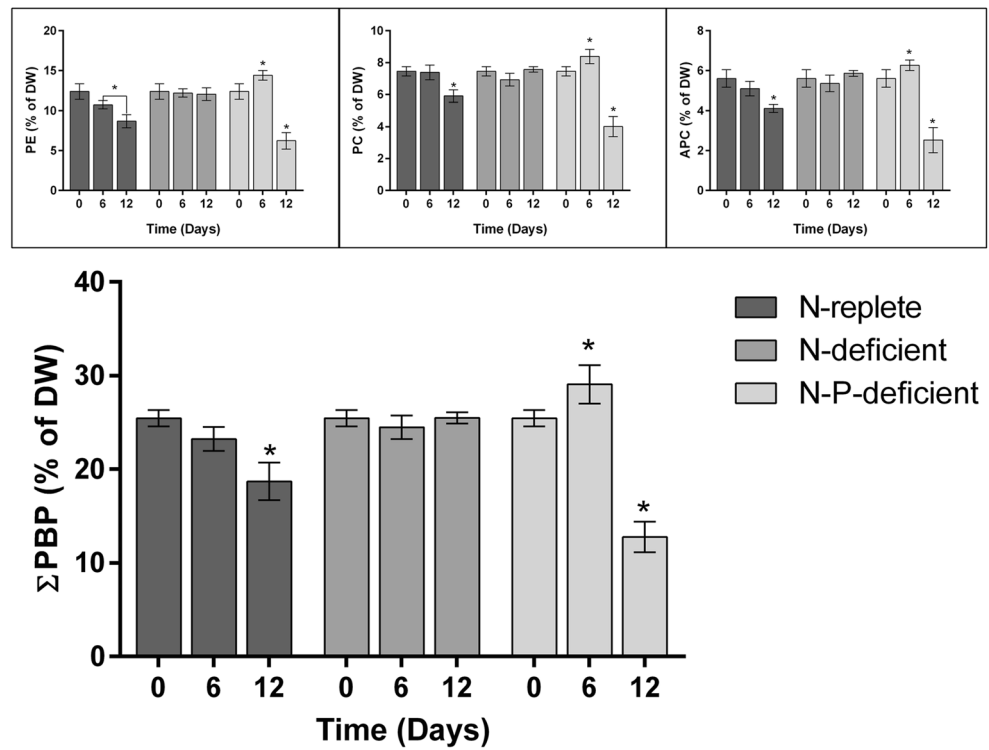 PE (% of DW)
20
15
10
5
0
*
*
*
0 6 12 0 6 12 0 6 12
Time (Days)
PC (% of DW)
10
8
6
4
2
0
*
*
*
0 6 12 0 6 12 0 6 12
Time (Days)
APC (% of DW)
8
6
4
2
0
*
*
*
0 6 12 0 6 12 0 6 12
Time (Days)
ΣPBP (% of DW)
40
30
20
10
0
*
*
*
0 6 12 0 6 12 0 6 12
Time (Days)
N-replete
N-deficient
N-P-deficient